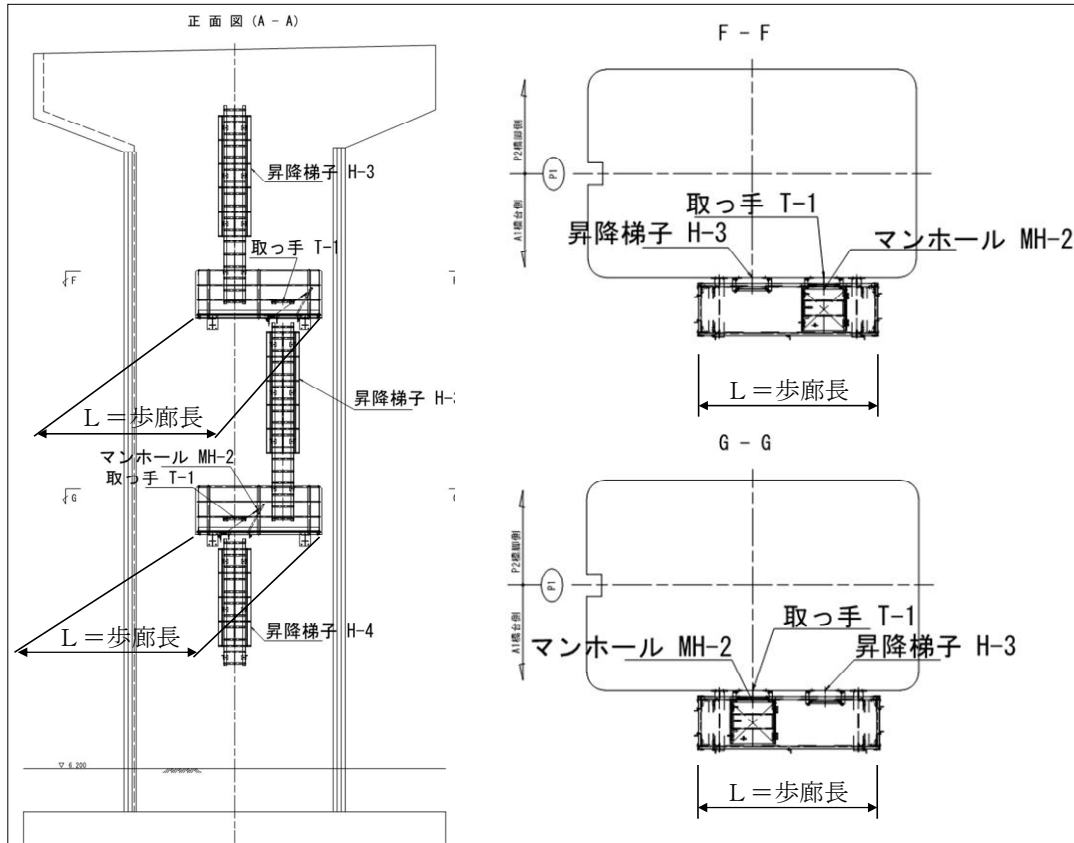 正 面 図 (A - A)
昇降梯子 H-3
取っ手 T-1
F
L=歩廊長
昇降梯子 H-3
マンホール MH-2
取っ手 T-1
G
L=歩廊長
昇降梯子 H-4
▽ 6.200
F - F
P2橋脚側
P1
A1橋台側
取っ手 T-1
昇降梯子 H-3
マンホール MH-2
L=歩廊長
G - G
P2橋脚側
P1
A1橋台側
取っ手 T-1
マンホール MH-2
昇降梯子 H-3
L=歩廊長